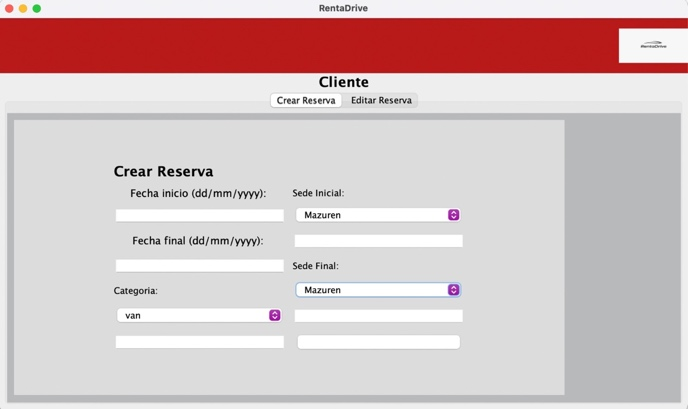 RentaDrive
RentaDrive
Cliente
Crear Reserva
Editar Reserva
Crear Reserva
Fecha inicio (dd/mm/yyyy):
Sede Inicial:
Mazuren
Fecha final (dd/mm/yyyy):
Sede Final:
Categoria:
Mazuren
van